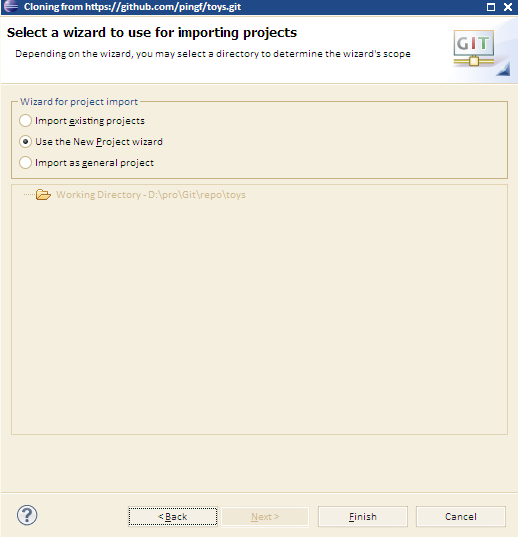 Cloning from https://github.com/pingf/toys.git
Select a wizard to use for importing projects
Depending on the wizard, you may select a directory to determine the wizard's scope
GIT
Wizard for project import
Import existing projects
Use the New Project wizard
Import as general project
Working Directory - D:\pro\Git\repo\toys
?
< Back
Next >
Finish
Cancel